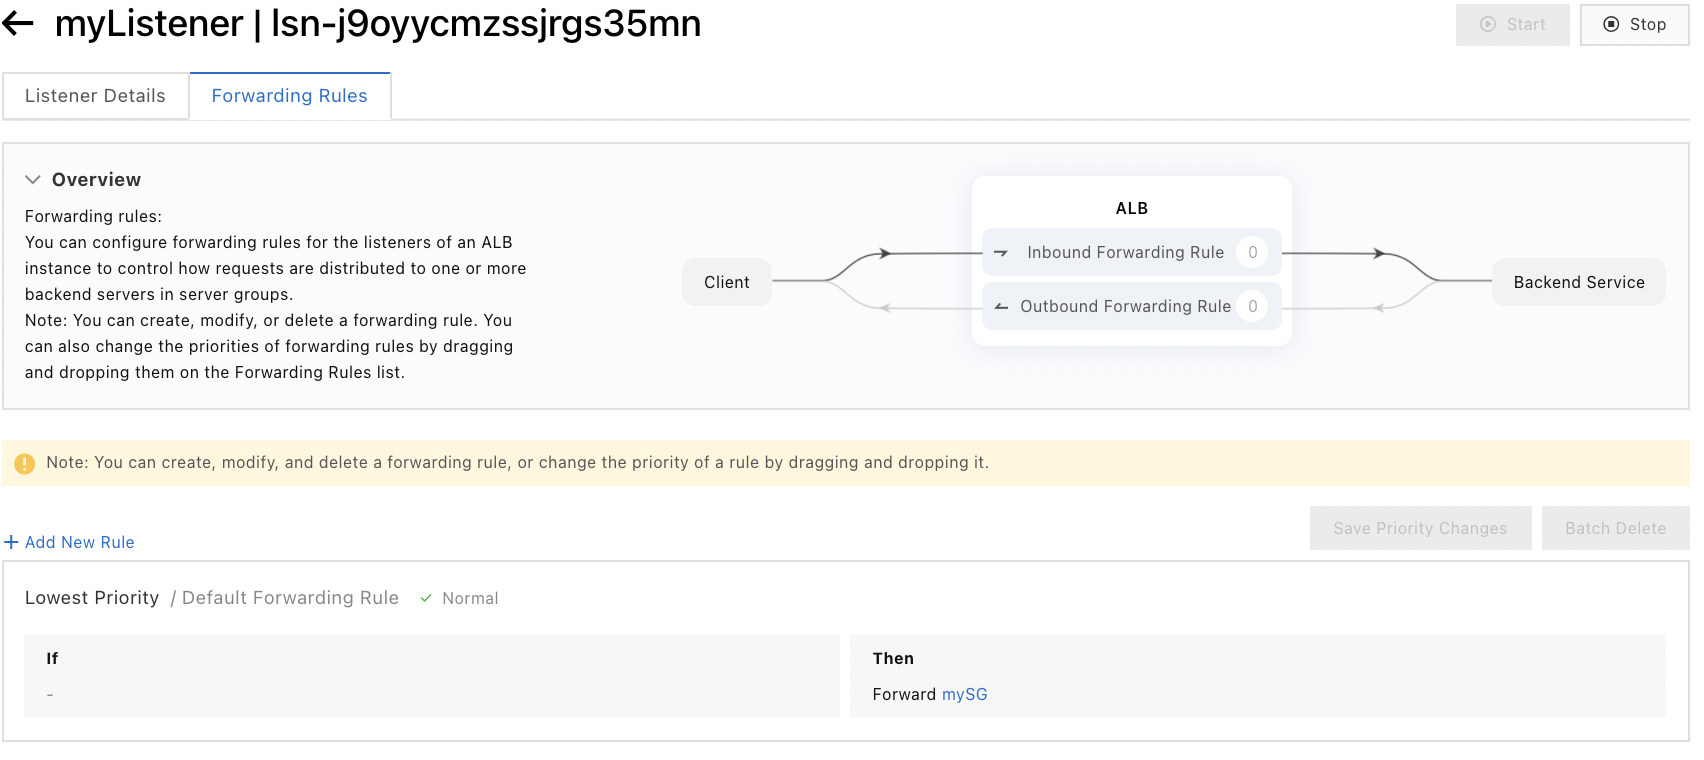 myListener | lsn-j9oyycmzssjrgs35mn
Start
Stop
Listener Details
Forwarding Rules
Overview
Forwarding rules:
You can configure forwarding rules for the listeners of an ALB
instance to control how requests are distributed to one or more
backend servers in server groups.
Note: You can create, modify, or delete a forwarding rule. You
can also change the priorities of forwarding rules by dragging
and dropping them on the Forwarding Rules list.
Client
ALB
Inbound Forwarding Rule 0
Outbound Forwarding Rule 0
Backend Service
Note: You can create, modify, and delete a forwarding rule, or change the priority of a rule by dragging and dropping it.
Add New Rule
Save Priority Changes
Batch Delete
Lowest Priority / Default Forwarding Rule Normal
If
-
Then
Forward mySG